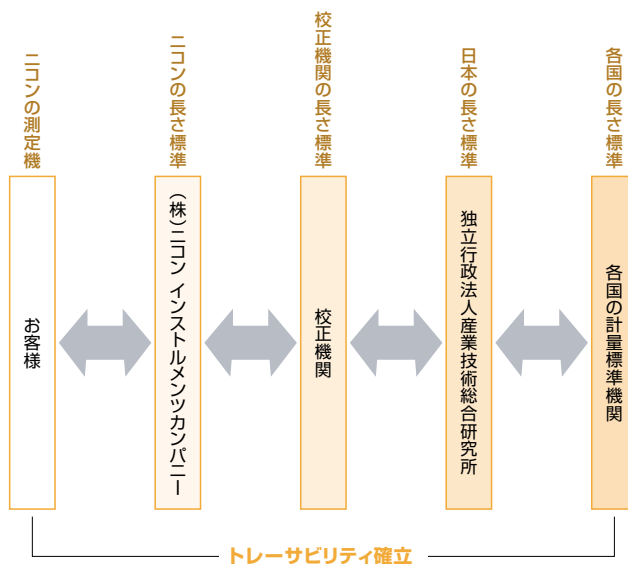 ニコンの測定機
ニコンの長さ標準
校正機関の長さ標準
日本の長さ標準
各国の長さ標準
お客様
（株）ニコン インストルメンツカンパニー
校正機関
独立行政法人産業技術総合研究所
各国の計量標準機関
トレーサビリティ確立